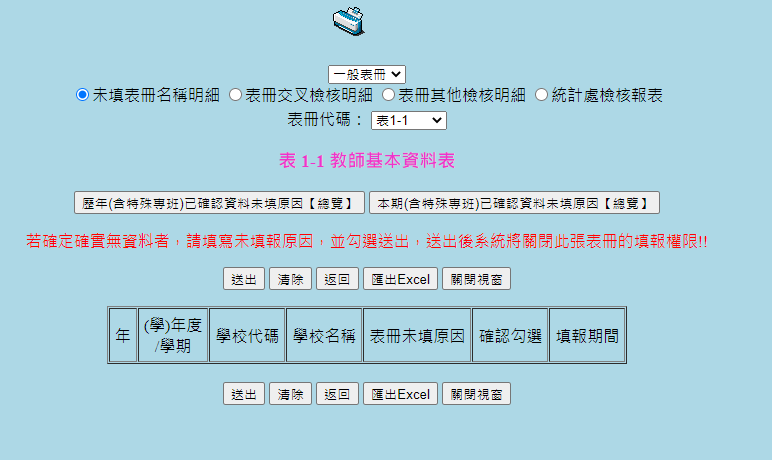 一般表冊
未填表冊名稱明細 表冊交叉檢核明細 表冊其他檢核明細 統計處檢核報表
表冊代碼： 表1-1
表 1-1 教師基本資料表
歷年(含特殊專班)已確認資料未填原因【總覽】 本期(含特殊專班)已確認資料未填原因【總覽】
若確定確實無資料者，請填寫未填報原因，並勾選送出，送出後系統將關閉此張表冊的填報權限!!
送出 清除 返回 匯出Excel 關閉視窗
年 (學)年度/學期 學校代碼 學校名稱 表冊未填原因 確認勾選 填報期間
送出 清除 返回 匯出Excel 關閉視窗